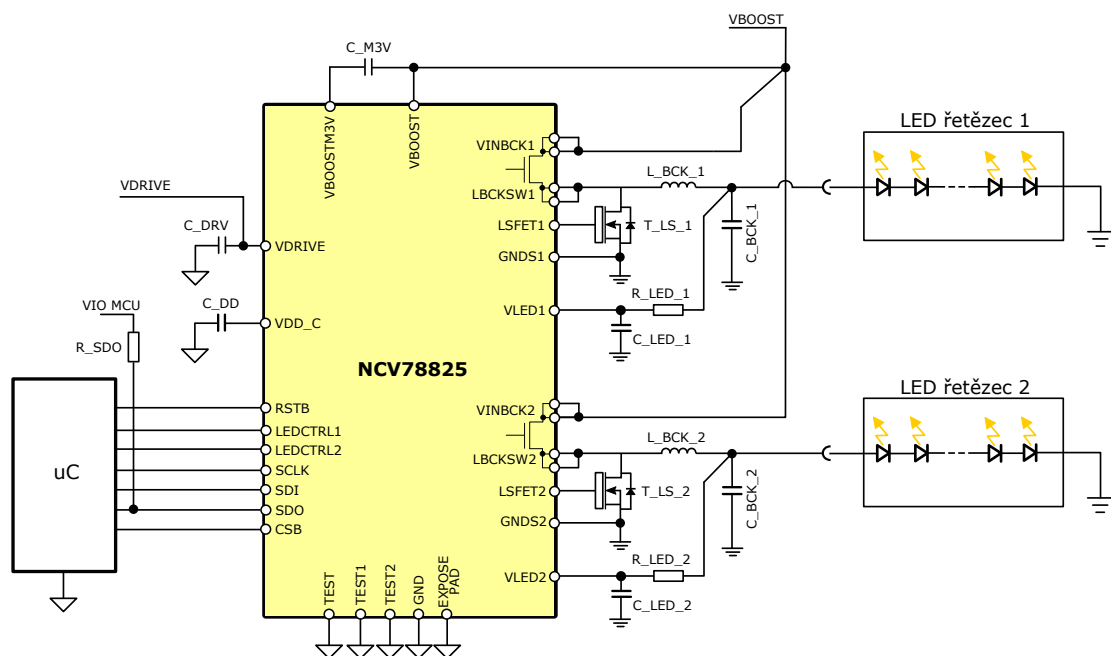 VBOOST
C_M3V
VBOOSTM3V
VBOOST
LED řetězec 1
VINBCK1
L_BCK_1
LBCKSW1
VDRIVE
C_DRV
LSFET1
T_LS_1
C_BCK_1
VDRIVE
GNDS1
R_LED_1
VIO MCU
C_DD
VLED1
VDD_C
C_LED_1
R_SDO
NCV78825
LED řetězec 2
RSTB
VINBCK2
LEDCTRL1
L_BCK_2
LEDCTRL2
LBCKSW2
uC
SCLK
SDI
LSFET2
T_LS_2
C_BCK_2
SDO
GNDS2
CSB
R_LED_2
VLED2
C_LED_2
TEST
TEST1
TEST2
GND
EXPOSE
PAD